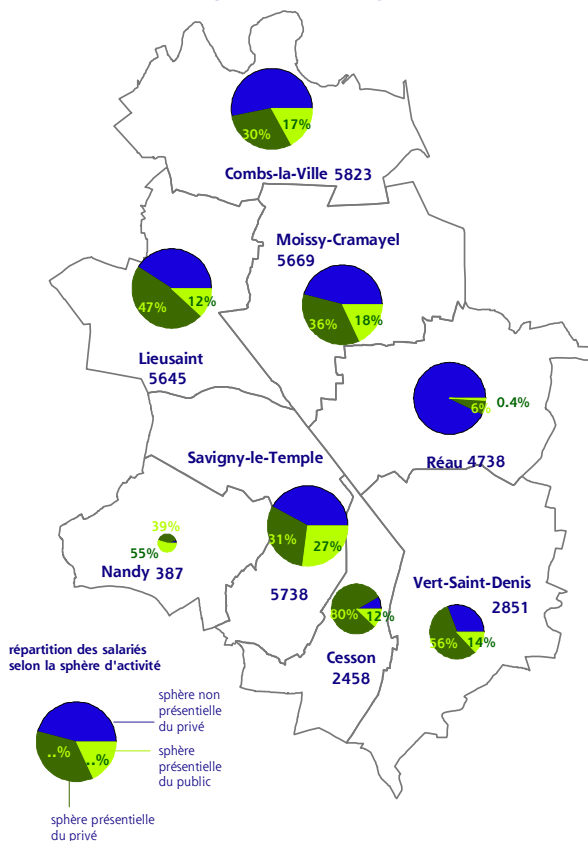 30%
17%
Combs-la-Ville 5823
Moissy-Cramayel
5669
47%
12%
36%
18%
Lieusaint
5645
6%
0.4%
Réau 4738
Savigny-le-Temple
39%
55%
Nandy 387
31%
27%
5738
80%
12%
Cesson
2458
Vert-Saint-Denis
2851
56%
14%
répartition des salariés
selon la sphère d'activité
..%
..%
sphère non
présentielle
du privé
sphère
présentielle
du public
sphère présentielle
du privé